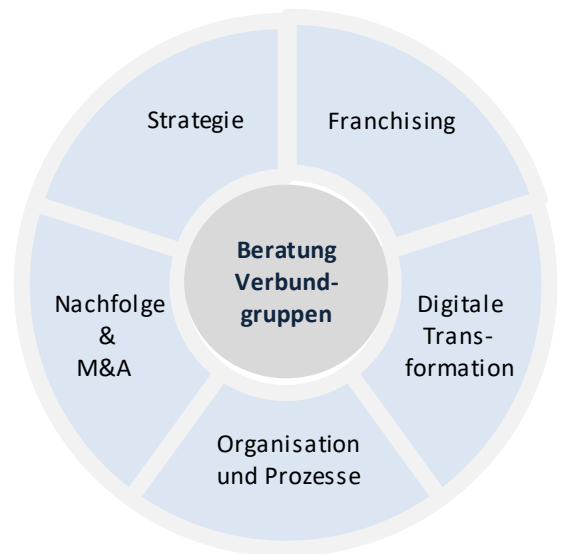 Strategie
Franchising
Beratung
Verbund-
gruppen
Nachfolge
&
M&A
Digitale
Trans-
formation
Organisation
und Prozesse